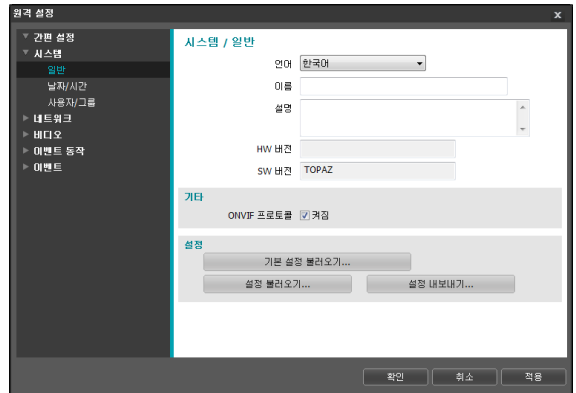 원격 설정
x
간편 설정
시스템
일반
날짜/시간
사용자/그룹
네트워크
비디오
이벤트 동작
이벤트
시스템 / 일반
언어 한국어
이름
설명
HW 버전
SW 버전 TOPAZ
기타
ONVIF 프로토콜 켜짐
설정
기본 설정 불러오기...
설정 불러오기... 설정 내보내기...
확인 취소 적용